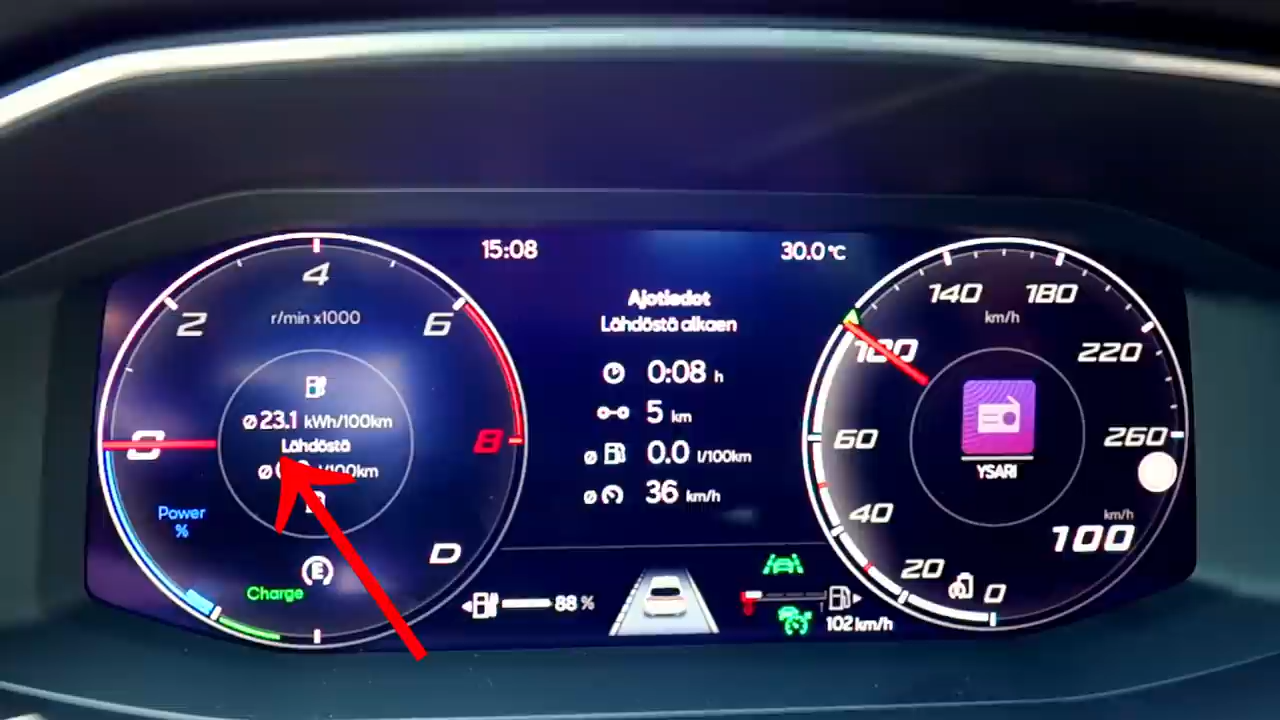 15:08
30.0 °C
4
2
6
r/min x1000
ø 23.1 kWh/100km
Lähdöstä
ø l/100km
0
8
Power
%
Charge
E
D
88 %
Ajotiedot
Lähdöstä alkaen
0:08 h
5 km
ø 0.0 l/100km
ø 36 km/h
102 km/h
140
180
km/h
100
220
60
260
YSARI
40
20
0
km/h
100